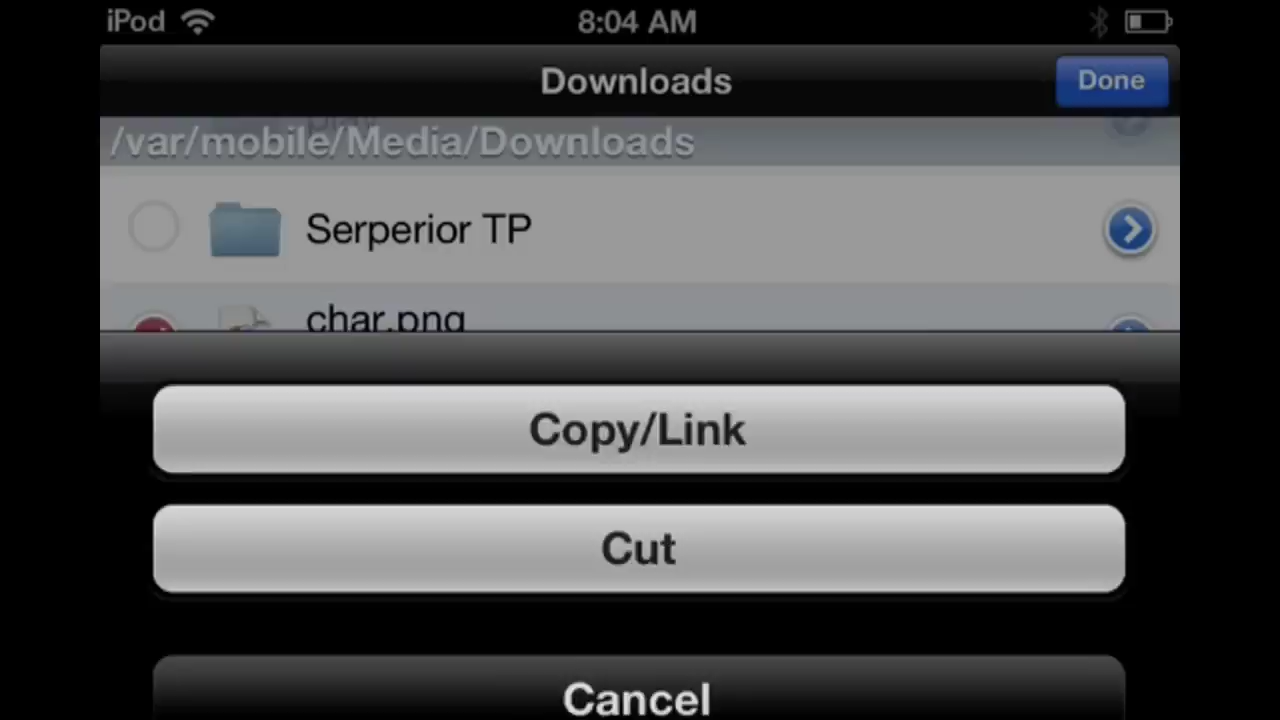 iPod 8:04 AM
Downloads Done
/var/mobile/Media/Downloads
Serperior TP
char.png
Copy/Link
Cut
Cancel